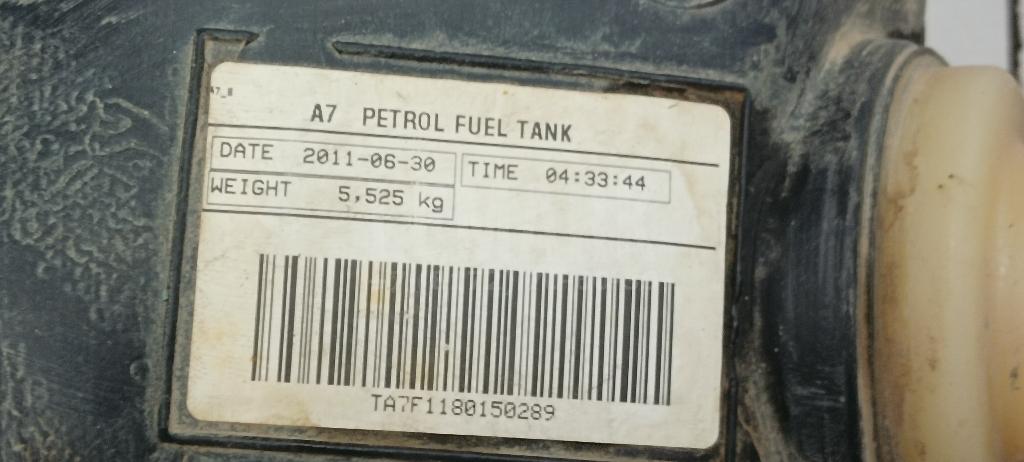 A7 PETROL FUEL TANK
DATE 2011-06-30 TIME 04:33:44
WEIGHT 5,525 kg
TA7F1180150289